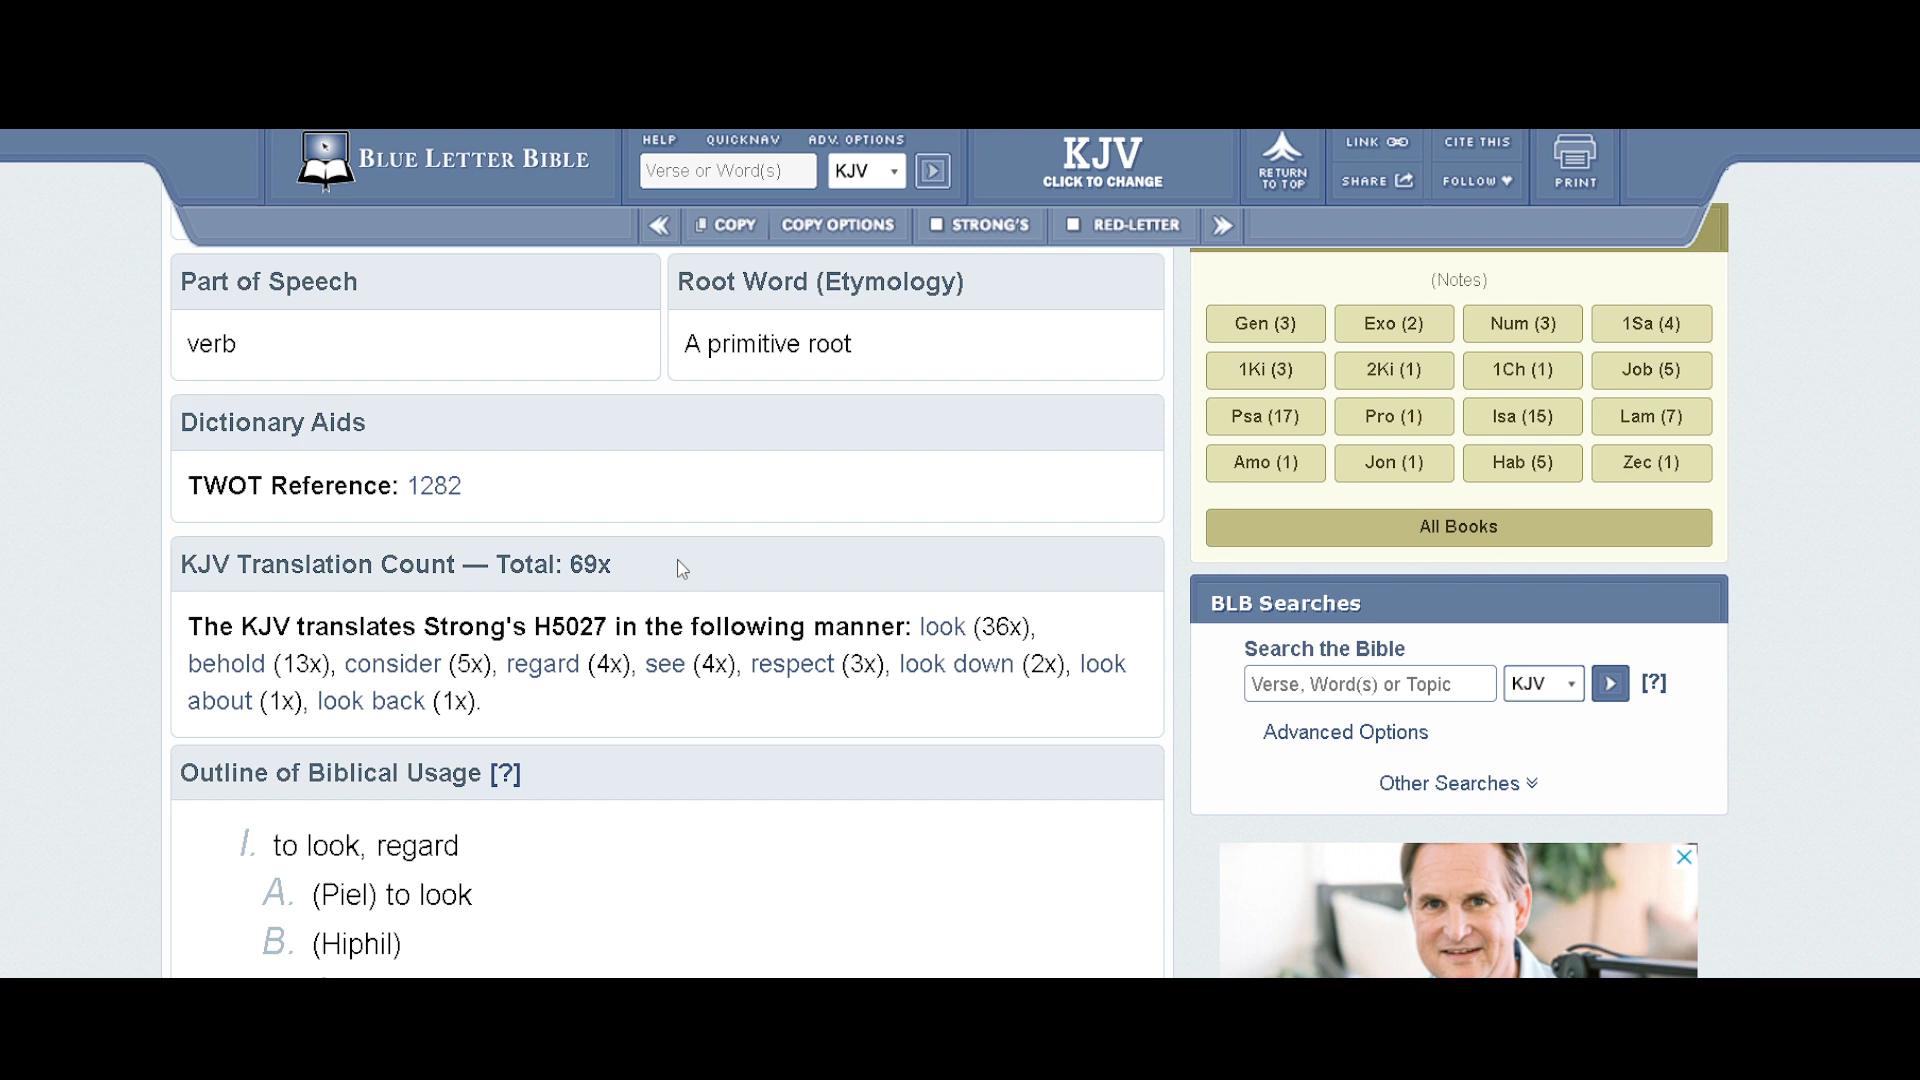 BLUE LETTER BIBLE
HELP QUICKNAV ADV. OPTIONS
Verse or Word(s) KJV
KJV
CLICK TO CHANGE
RETURN
TO TOP
LINK
SHARE
CITE THIS
FOLLOW
PRINT
COPY COPY OPTIONS STRONG'S RED-LETTER
Part of Speech
verb
Root Word (Etymology)
A primitive root
Dictionary Aids
TWOT Reference: 1282
KJV Translation Count — Total: 69x
The KJV translates Strong's H5027 in the following manner: look (36x),
behold (13x), consider (5x), regard (4x), see (4x), respect (3x), look down (2x), look
about (1x), look back (1x).
Outline of Biblical Usage [?]
I. to look, regard
A. (Piel) to look
B. (Hiphil)
(Notes)
Gen (3) Exo (2) Num (3) 1Sa (4)
1Ki (3) 2Ki (1) 1Ch (1) Job (5)
Psa (17) Pro (1) Isa (15) Lam (7)
Amo (1) Jon (1) Hab (5) Zec (1)
All Books
BLB Searches
Search the Bible
Verse, Word(s) or Topic KJV [?]
Advanced Options
Other Searches